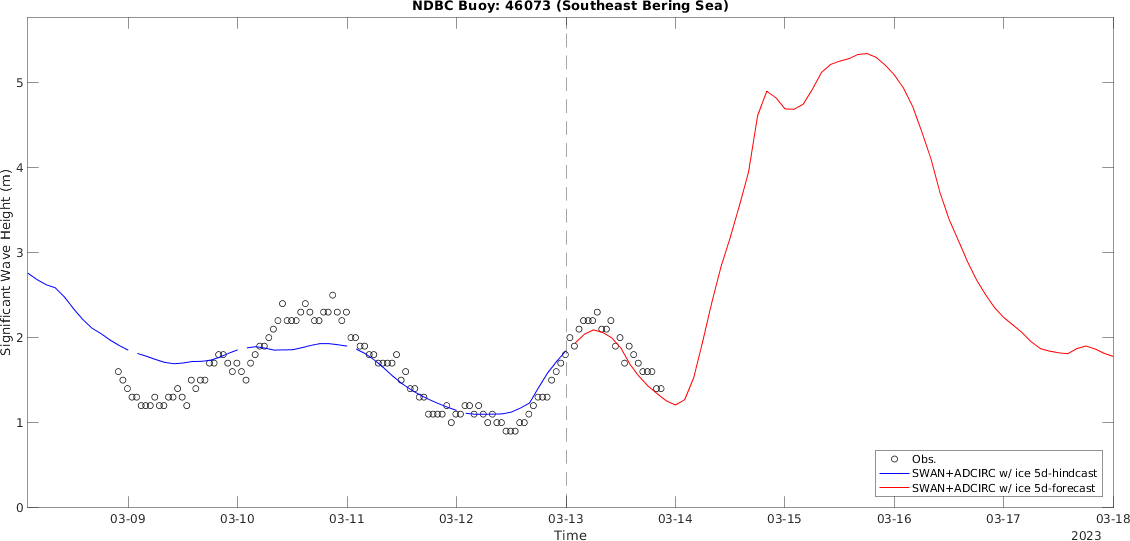 NDBC Buoy: 46073 (Southeast Bering Sea)
Significant Wave Height (m)
5
4
3
2
1
0
Obs.
SWAN+ADCIRC w/ ice 5d-hindcast
SWAN+ADCIRC w/ ice 5d-forecast
03-09 03-10 03-11 03-12 03-13 03-14 03-15 03-16 03-17 03-18
Time
2023